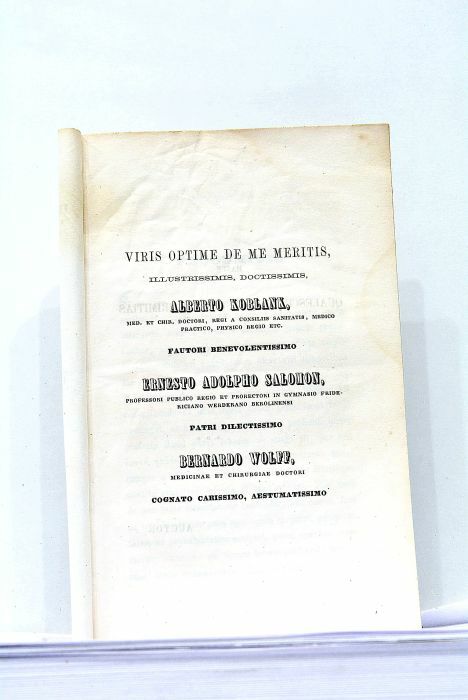 VIRIS OPTIME DE ME MERITIS,
ILLUSTRISSIMIS, DOCTISSIMIS,
ALBERTO KOBLANK,
MED. ET CHIR. DOCTORI, REGI A CONSILIIS SANITATIS, MEDICO
PRACTICO, PHYSICO REGIO ETC.
FAUTORI BENEVOLENTISSIMO
ERNESTO ADOLPHO SALOMON,
PROFESSORI PUBLICO REGIO ET PRORECTORI IN GYMNASIO FRIDE-
RICIANO WERDERANO BEROLINENSI
PATRI DILECTISSIMO
BERNARDO WOLFF,
MEDICINAE ET CHIRURGIAE DOCTORI
COGNATO CARISSIMO, AESTUMATISSIMO
AUCTOR